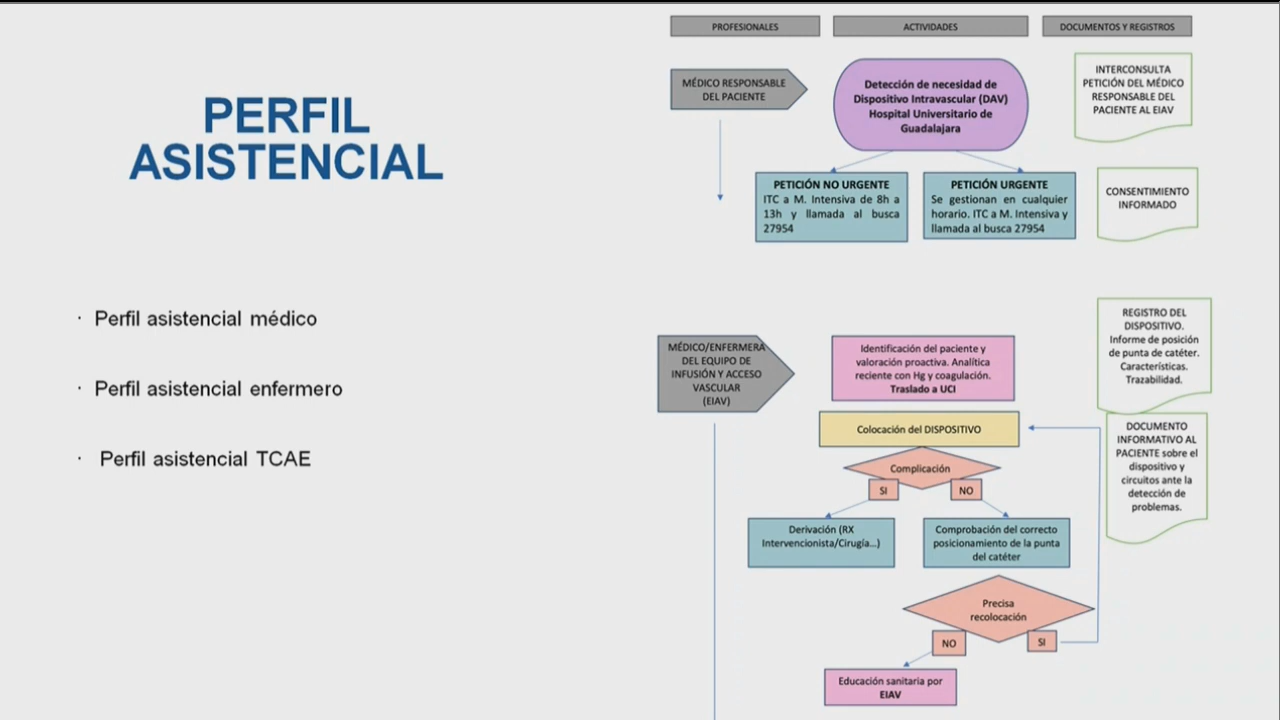 PERFIL
ASISTENCIAL
· Perfil asistencial médico
· Perfil asistencial enfermero
· Perfil asistencial TCAE
PROFESIONALES
ACTIVIDADES
DOCUMENTOS Y REGISTROS
MÉDICO RESPONSABLE
DEL PACIENTE
Detección de necesidad de
Dispositivo Intravascular (DAV)
Hospital Universitario de
Guadalajara
INTERCONSULTA
PETICIÓN DEL MÉDICO
RESPONSABLE DEL
PACIENTE AL EIAV
PETICIÓN NO URGENTE
ITC a M. Intensiva de 8h a
13h y llamada al busca
27954
PETICIÓN URGENTE
Se gestionan en cualquier
horario. ITC a M. Intensiva y
llamada al busca 27954
CONSENTIMIENTO
INFORMADO
MÉDICO/ENFERMERA
DEL EQUIPO DE
INFUSIÓN Y ACCESO
VASCULAR
(EIAV)
Identificación del paciente y
valoración proactiva. Analítica
reciente con Hg y coagulación.
Traslado a UCI
REGISTRO DEL
DISPOSITIVO.
Informe de posición
de punta de catéter.
Características.
Trazabilidad.
Colocación del DISPOSITIVO
DOCUMENTO
INFORMATIVO AL
PACIENTE sobre el
dispositivo y
circuitos ante la
detección de
problemas.
Complicación
SI
NO
Derivación (RX
Intervencionista/Cirugía...)
Comprobación del correcto
posicionamiento de la punta
del catéter
Precisa
recolocación
NO
SI
Educación sanitaria por
EIAV